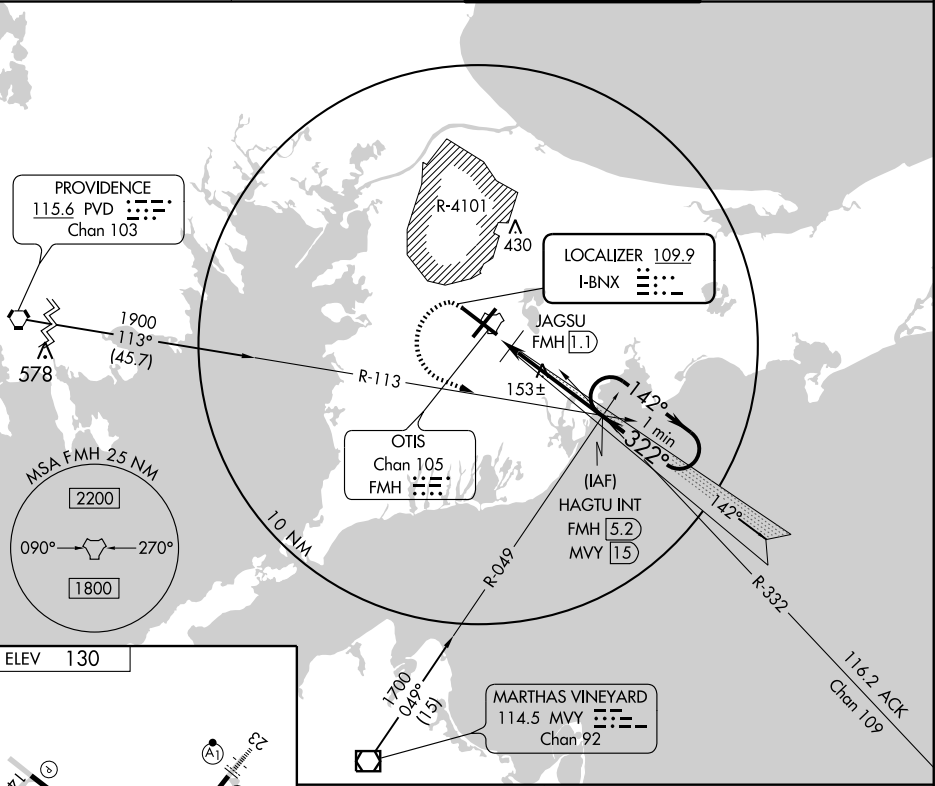 PROVIDENCE
115.6 PVD
Chan 103
R-4101
430
LOCALIZER 109.9
I-BNX
578
1900
113°
(45.7)
R-113
JAGSU
FMH 1.1
153±
OTIS
Chan 105
FMH
142°
1 min
322°
142°
(IAF)
HAGTU INT
FMH 5.2
MVY 15
MSA FMH 25 NM
2200
090°
270°
1800
10 NM
R-049
R-332
116.2 ACK
Chan 109
1700
049°
(15)
MARTHAS VINEYARD
114.5 MVY
Chan 92
ELEV 130
14
P
A1
23